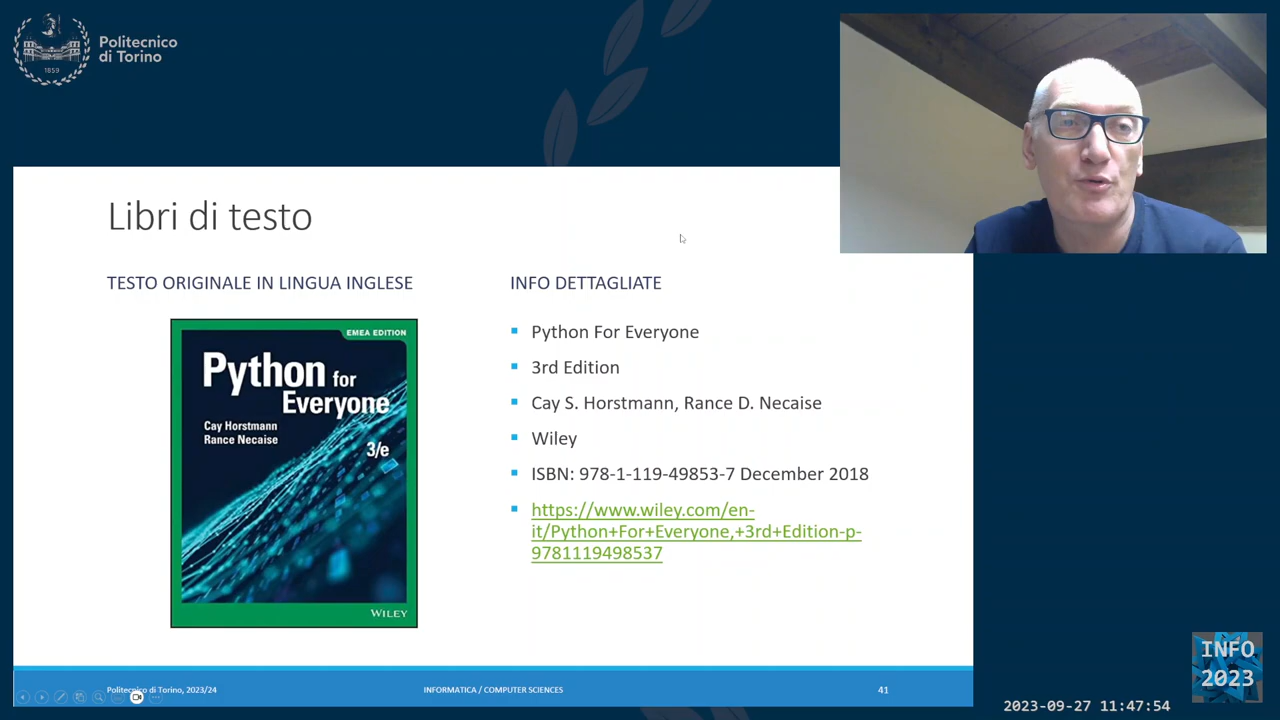 Politecnico
di Torino
1859
Libri di testo
TESTO ORIGINALE IN LINGUA INGLESE
EMEA EDITION
Python for
Everyone
Cay Horstmann
Rance Necaise
3/e
WILEY
INFO DETTAGLIATE
Python For Everyone
3rd Edition
Cay S. Horstmann, Rance D. Necaise
Wiley
ISBN: 978-1-119-49853-7 December 2018
https://www.wiley.com/en-
it/Python+For+Everyone,+3rd+Edition-p-
9781119498537
Politecnico di Torino, 2023/24
INFORMATICA / COMPUTER SCIENCES
41
INFO
2023
2023-09-27 11:47:54